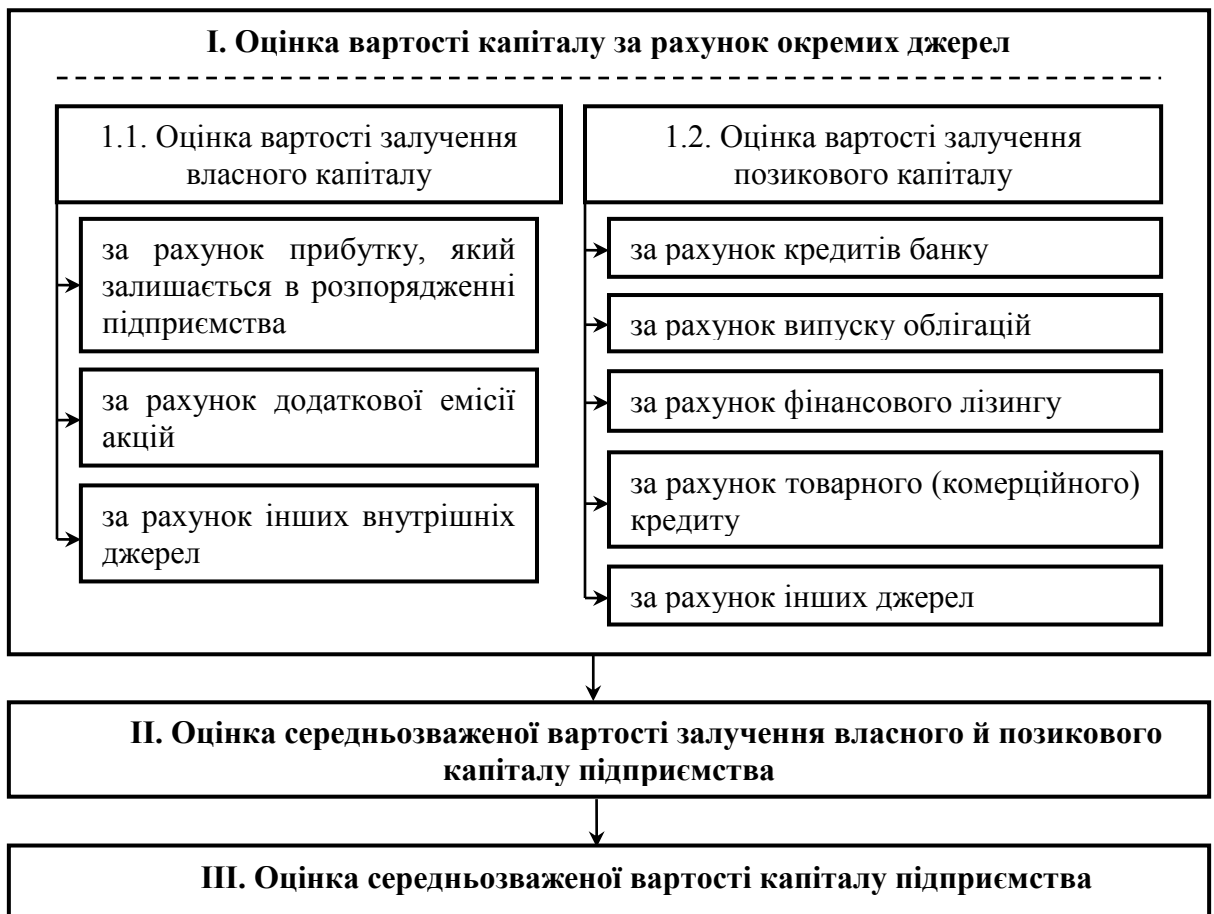 І. Оцінка вартості капіталу за рахунок окремих джерел
1.1. Оцінка вартості залучення
власного капіталу
за рахунок прибутку, який
залишається в розпорядженні
підприємства
за рахунок додаткової емісії
акцій
за рахунок інших внутрішніх
джерел
1.2. Оцінка вартості залучення
позикового капіталу
за рахунок кредитів банку
за рахунок випуску облігацій
за рахунок фінансового лізингу
за рахунок товарного (комерційного)
кредиту
за рахунок інших джерел
ІІ. Оцінка середньозваженої вартості залучення власного й позикового
капіталу підприємства
ІІІ. Оцінка середньозваженої вартості капіталу підприємства